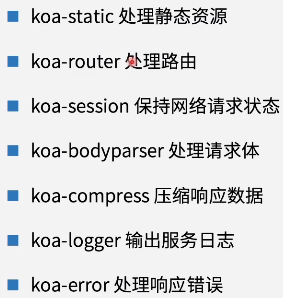 koa-static 处理静态资源
koa-router 处理路由
koa-session 保持网络请求状态
koa-bodyparser 处理请求体
koa-compress 压缩响应数据
koa-logger 输出服务日志
koa-error 处理响应错误